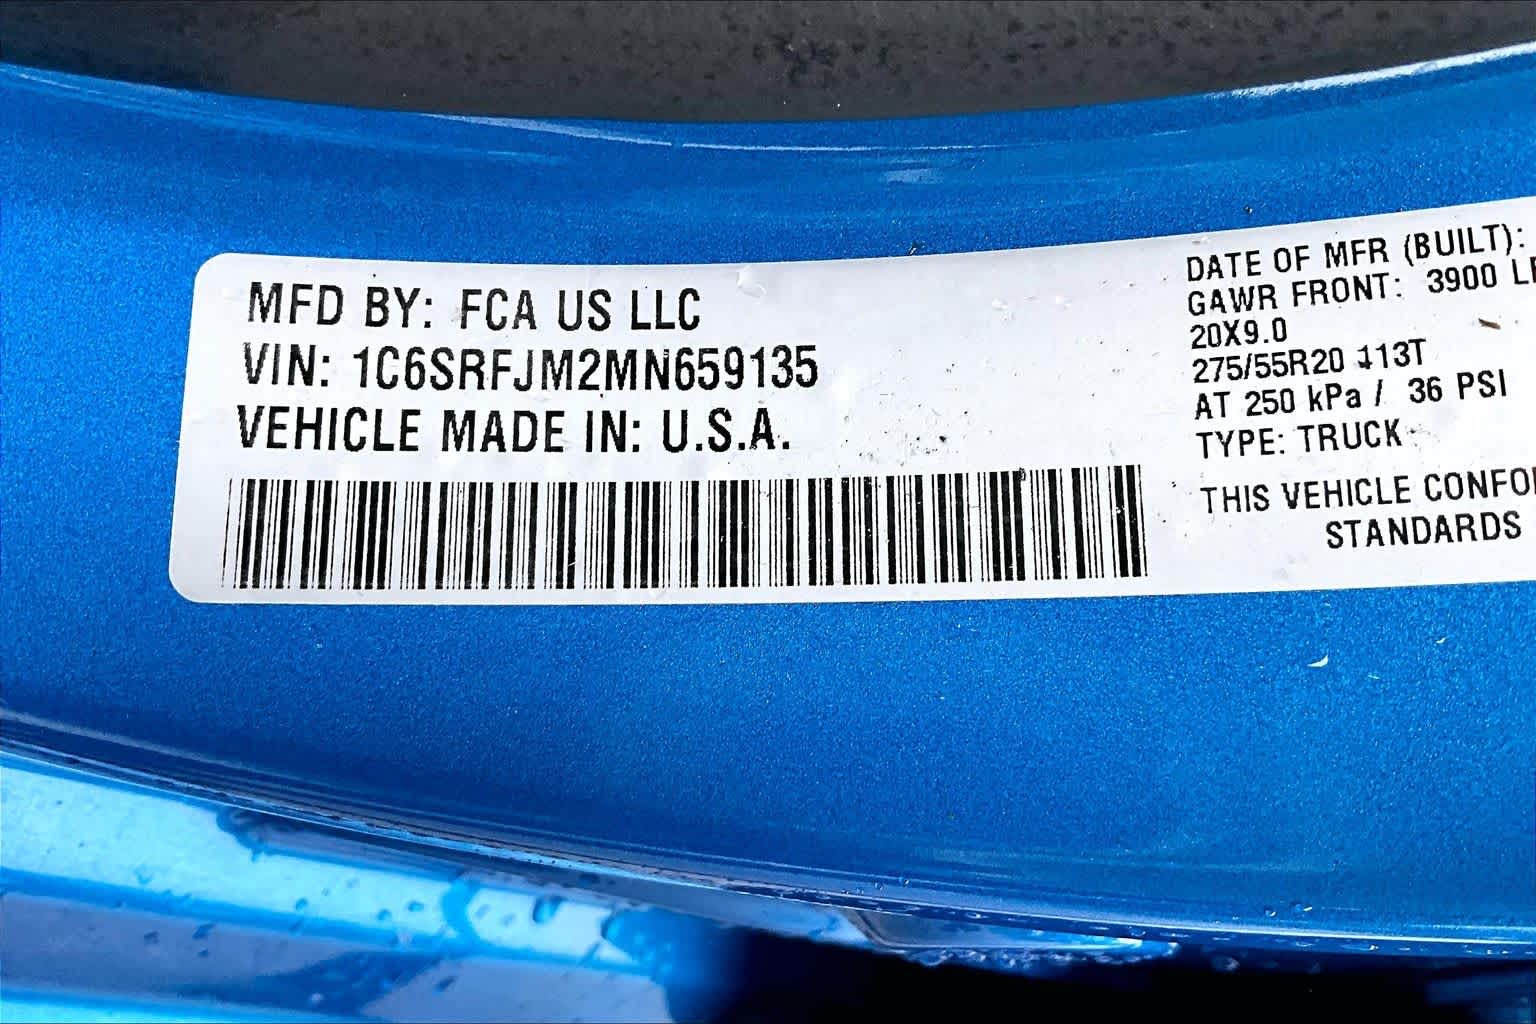 MFD BY: FCA US LLC
VIN: 1C6SRFJM2MN659135
VEHICLE MADE IN: U.S.A.
DATE OF MFR (BUILT):
GAWR FRONT: 3900
20X9.0
275/55R20 113T
AT 250 kPa / 36 PSI
TYPE: TRUCK
THIS VEHICLE
STANDARDS